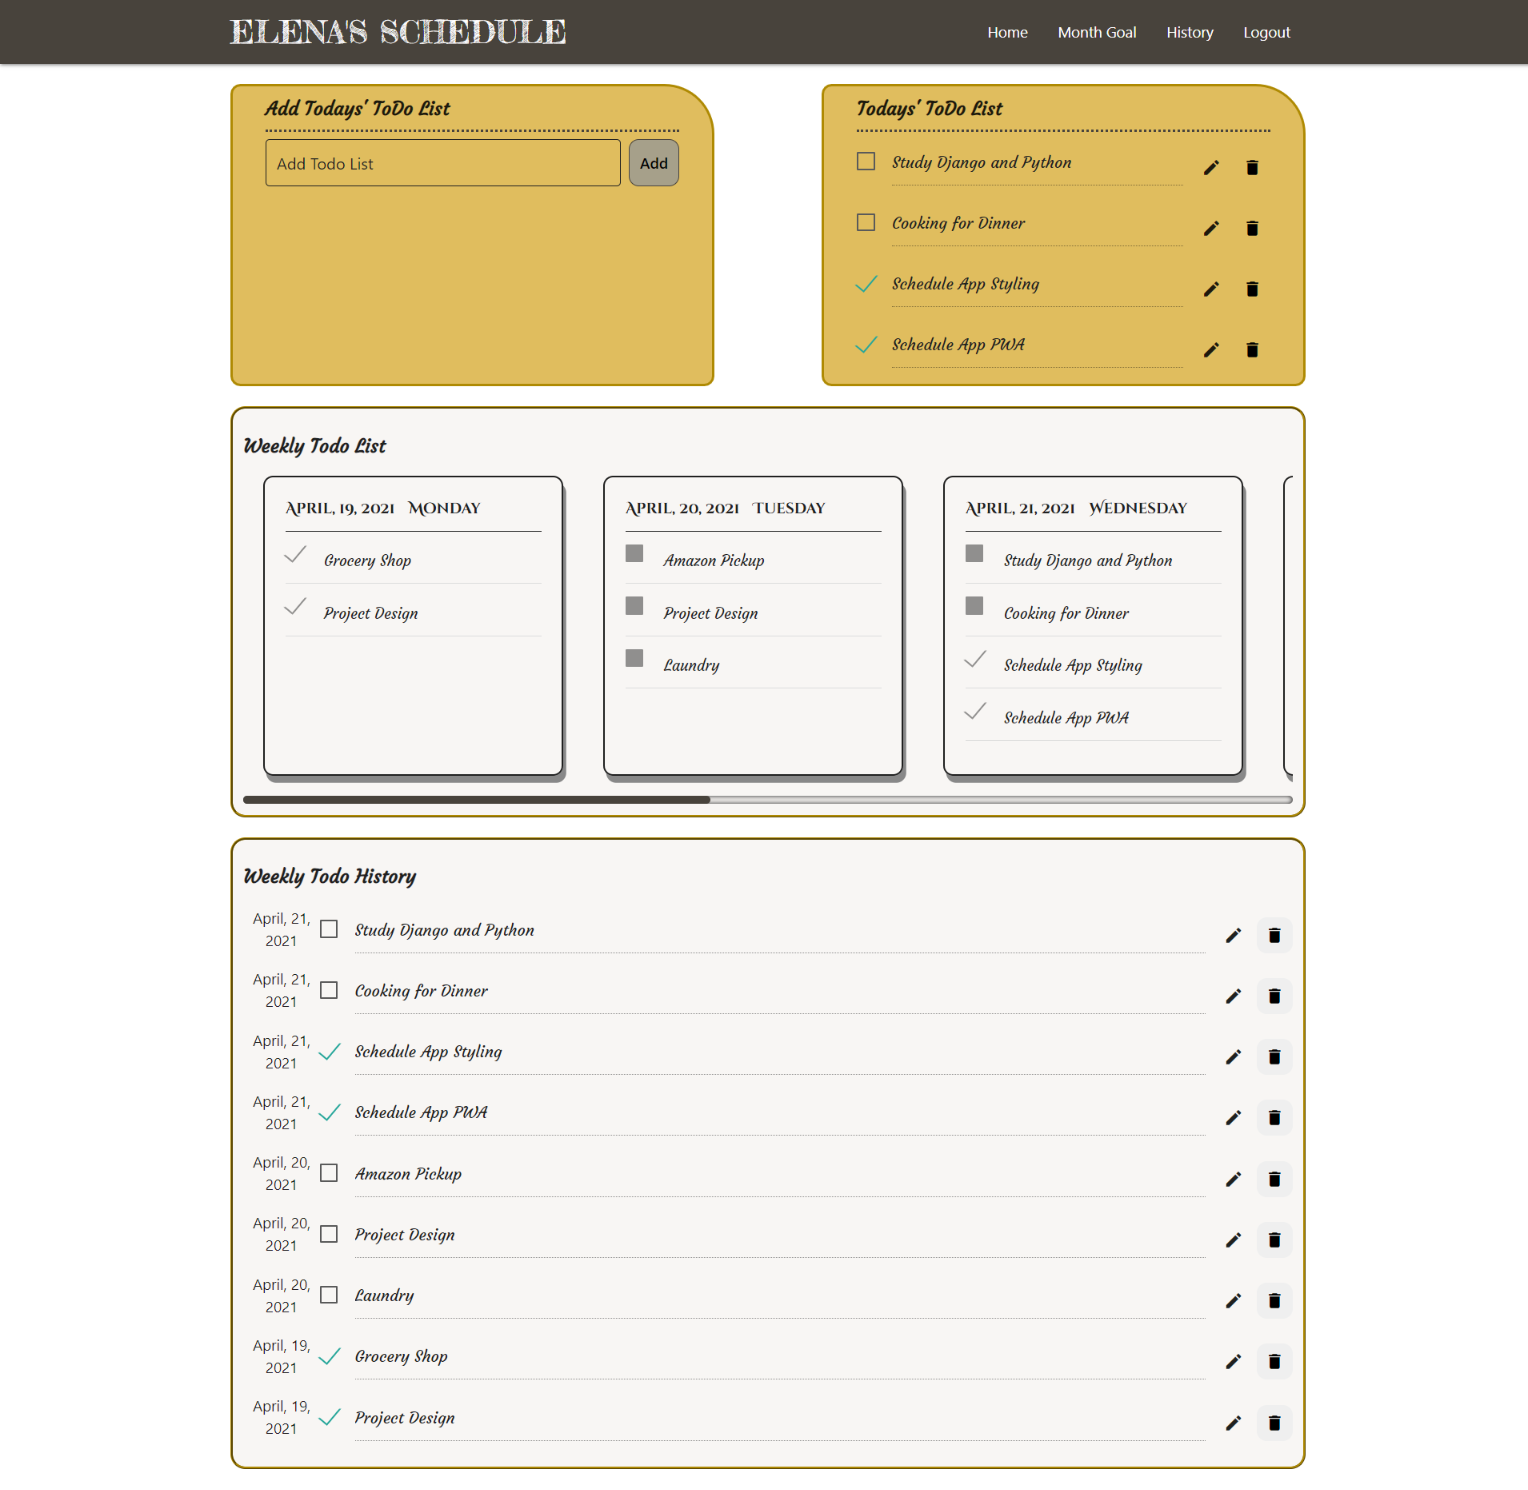 ELENA'S SCHEDULE
Home Month Goal History Logout
Add Todays' ToDo List
Add Todo List Add
Todays' ToDo List
Study Django and Python
Cooking for Dinner
Schedule App Styling
Schedule App PWA
Weekly Todo List
April, 19, 2021 Monday
Grocery Shop
Project Design
April, 20, 2021 Tuesday
Amazon Pickup
Project Design
Laundry
April, 21, 2021 Wednesday
Study Django and Python
Cooking for Dinner
Schedule App Styling
Schedule App PWA
Weekly Todo History
April, 21,
2021
Study Django and Python
April, 21,
2021
Cooking for Dinner
April, 21,
2021
Schedule App Styling
April, 21,
2021
Schedule App PWA
April, 20,
2021
Amazon Pickup
April, 20,
2021
Project Design
April, 20,
2021
Laundry
April, 19,
2021
Grocery Shop
April, 19,
2021
Project Design